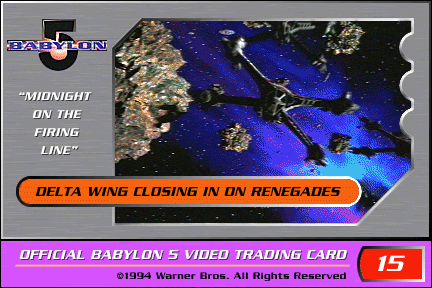 5
BABYLON
“MIDNIGHT
ON THE
FIRING
LINE”
DELTA WING CLOSING IN ON RENEGADES
OFFICIAL BABYLON 5 VIDEO TRADING CARD
15
©1994 Warner Bros. All Rights Reserved